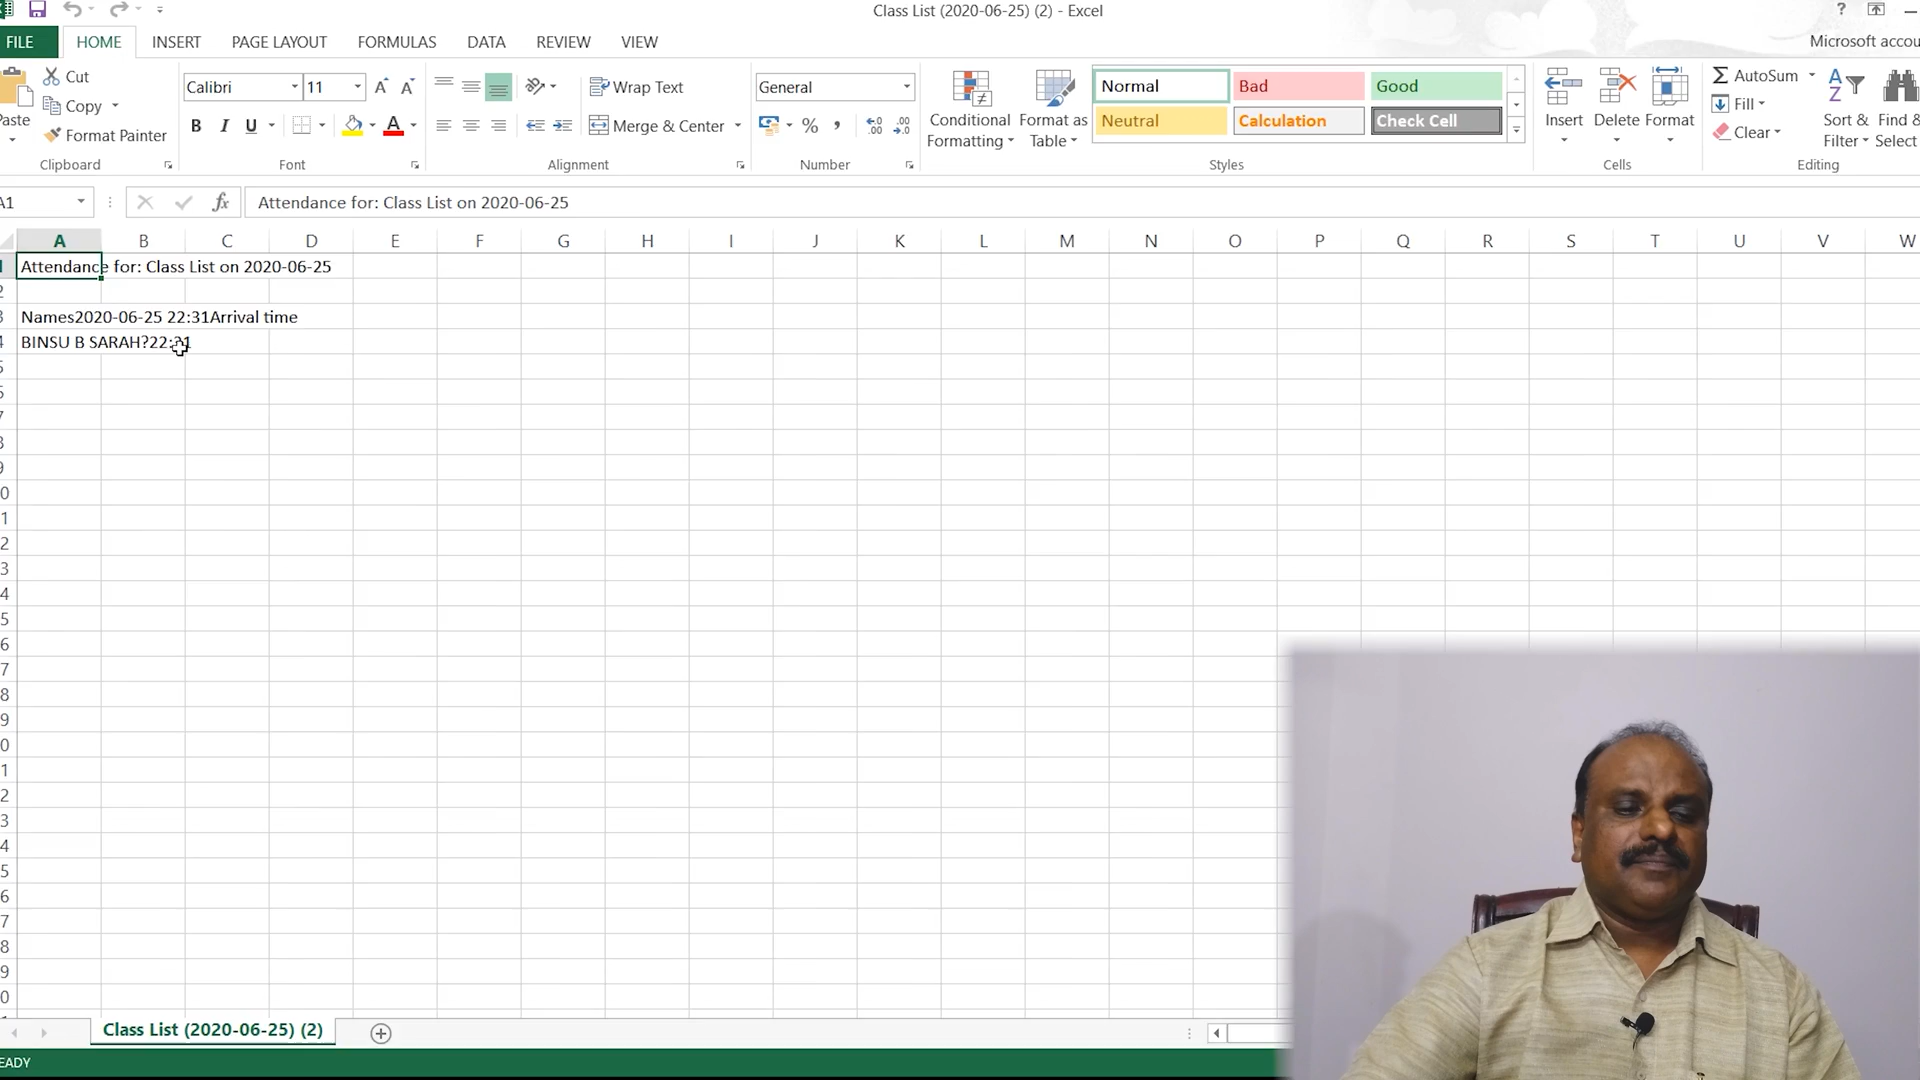 Class List (2020-06-25) (2) - Excel
?
FILE HOME INSERT PAGE LAYOUT FORMULAS DATA REVIEW VIEW
Cut
Copy
Format Painter
Clipboard
Calibri 11
B I U A
Font
Wrap Text
Merge & Center
Alignment
General
% ,
Number
Conditional Formatting
Format as Table
Normal Bad Good
Neutral Calculation Check Cell
Styles
Insert Delete Format
Cells
AutoSum
Fill
Clear
Sort & Filter
Find & Select
Editing
A1 fx Attendance for: Class List on 2020-06-25
A B C D E F G H I J K L M N O P Q R S T U V W
Attendance for: Class List on 2020-06-25
Names2020-06-25 22:31Arrival time
BINSU B SARAH?22:31
Class List (2020-06-25) (2)